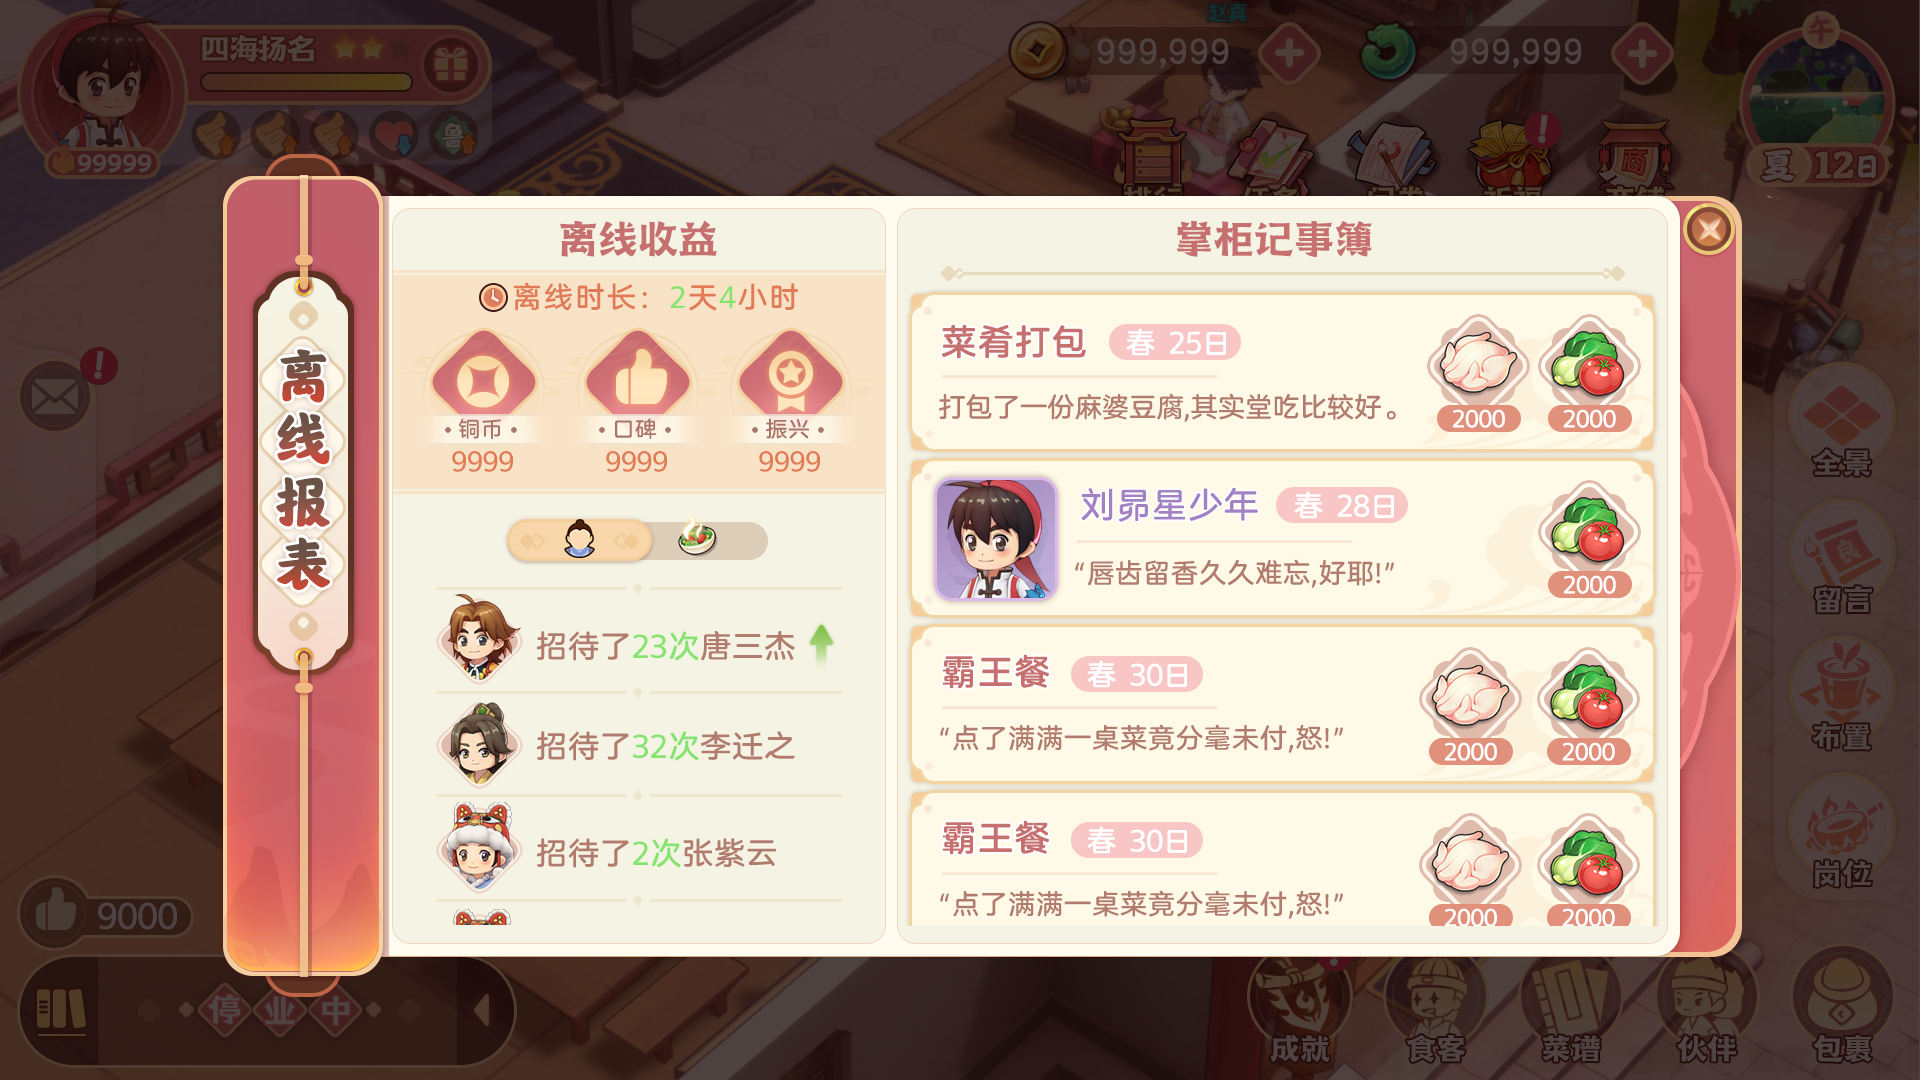 赵真
四海扬名
999,999
999,999
午
99999
鲁
商
夏 12日
离线报表
离线收益
离线时长：2天4小时
·铜币·
·口碑·
·振兴·
9999
9999
9999
招待了23次唐三杰
招待了32次李迁之
招待了2次张紫云
掌柜记事簿
菜肴打包
春 25日
打包了一份麻婆豆腐,其实堂吃比较好。
2000
2000
刘昴星少年
春 28日
“唇齿留香久久难忘,好耶!”
2000
霸王餐
春 30日
“点了满满一桌菜竟分毫未付,怒!”
2000
2000
霸王餐
春 30日
“点了满满一桌菜竟分毫未付,怒!”
2000
2000
全景
留言
布置
岗位
9000
停业中
成就
食客
菜谱
伙伴
包裹